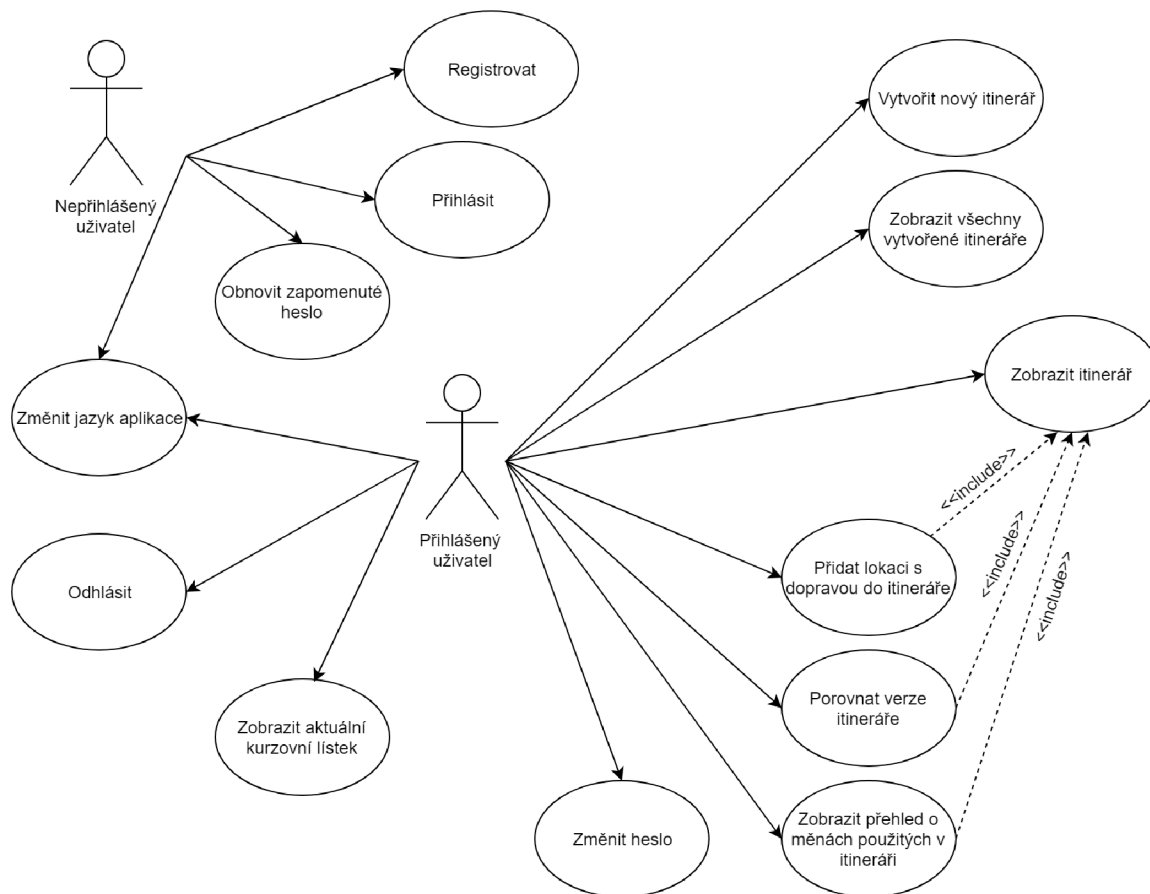 Registrovat
Vytvořit nový itinerář
Přihlásit
Nepřihlášený
uživatel
Zobrazit všechny
vytvořené itineráře
Obnovit zapomenuté
heslo
Zobrazit itinerář
Změnit jazyk aplikace
<<include>>
<<include>>
<<include>>
Přihlášený
uživatel
Přidat lokaci s
dopravou do itineráře
Odhlásit
Porovnat verze
itineráře
Zobrazit aktuální
kurzovní lístek
Změnit heslo
Zobrazit přehled o
měnách použitých v
itineráři